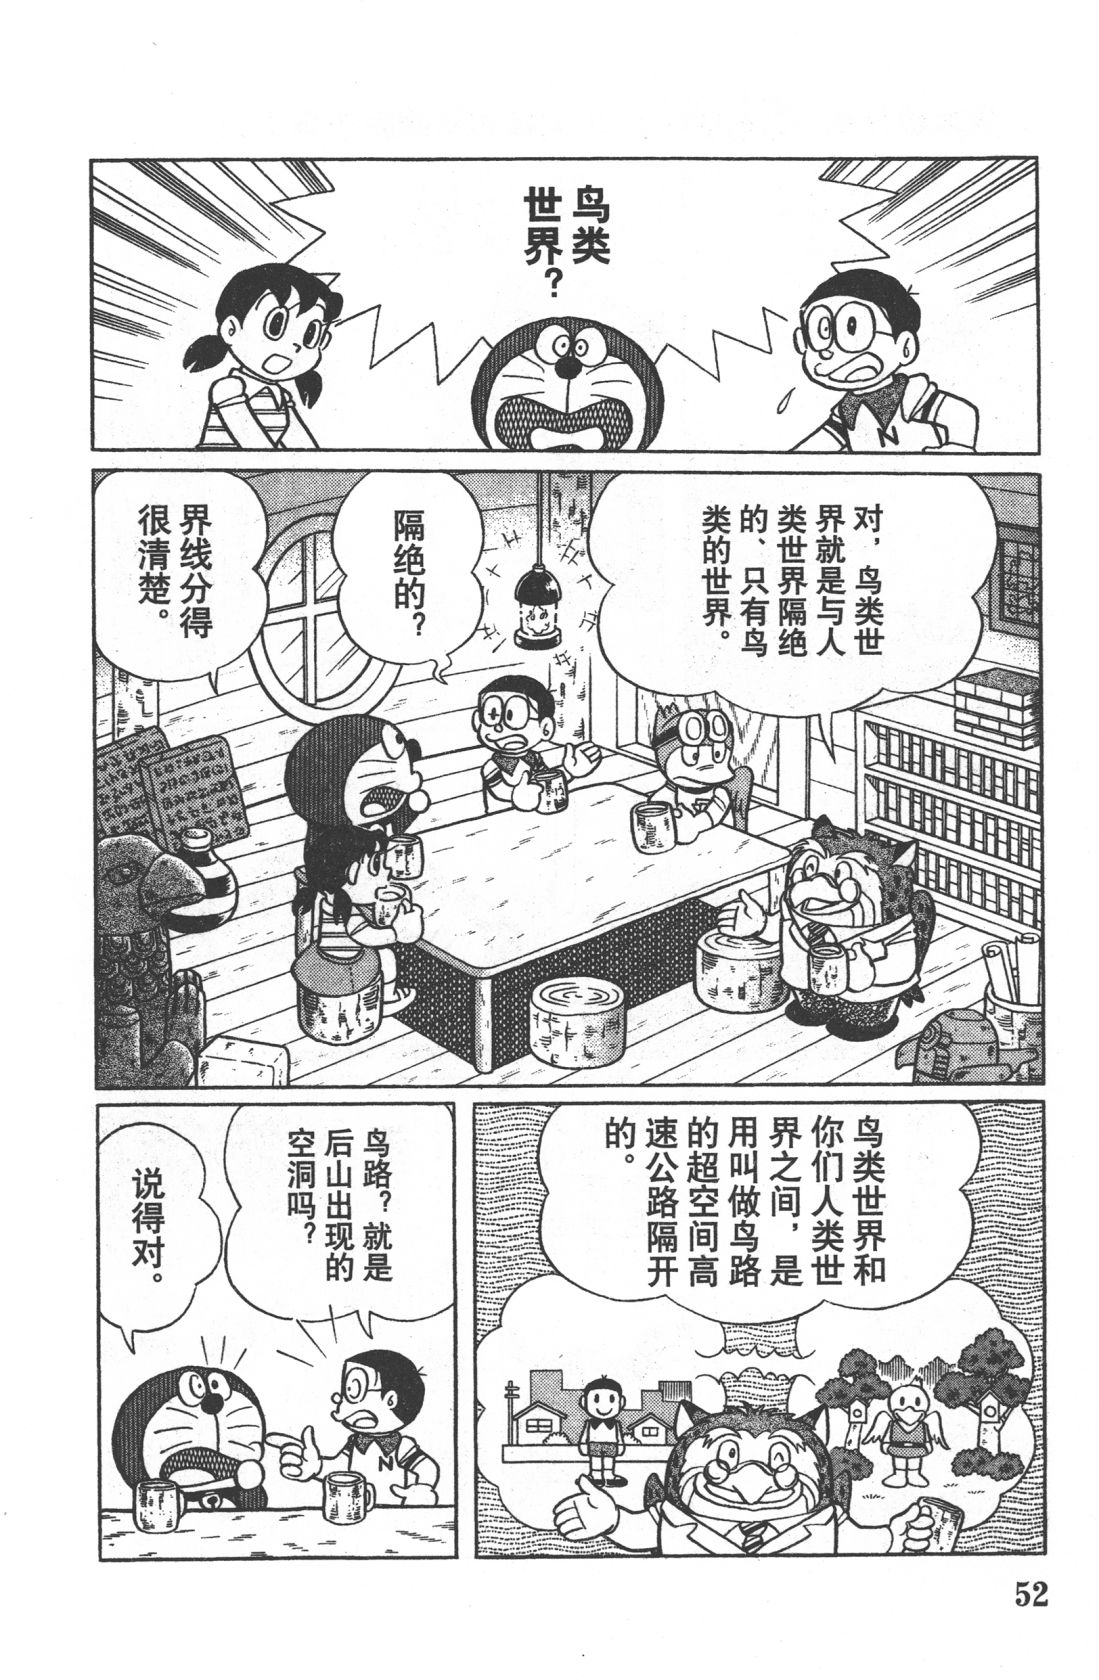 鸟类
世界？
对，鸟类世
界就是与人
类世界隔绝
的、只有鸟
类的世界。
隔绝的？
界线分得
很清楚。
鸟类世界和
你们人类世
界之间，是
用叫做鸟路
的超空间高
速公路隔开
的。
鸟路？就是
后山出现的
空洞吗？
说得对。
N
N
52